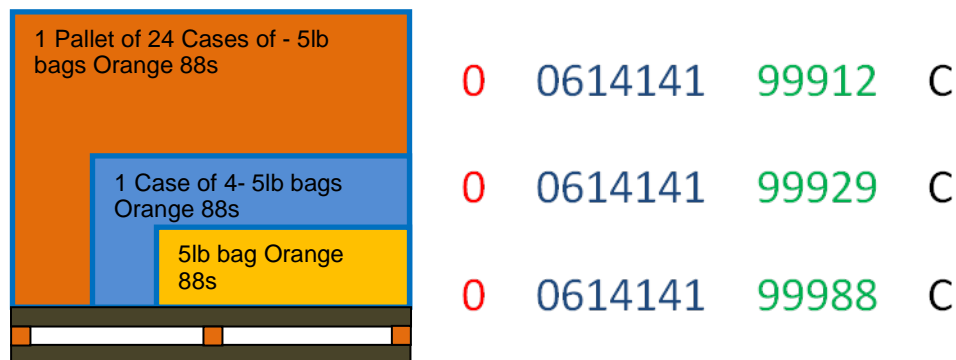 1 Pallet of 24 Cases of - 5lb
bags Orange 88s
0 0614141 99912 C
1 Case of 4- 5lb bags
Orange 88s
0 0614141 99929 C
5lb bag Orange
88s
0 0614141 99988 C